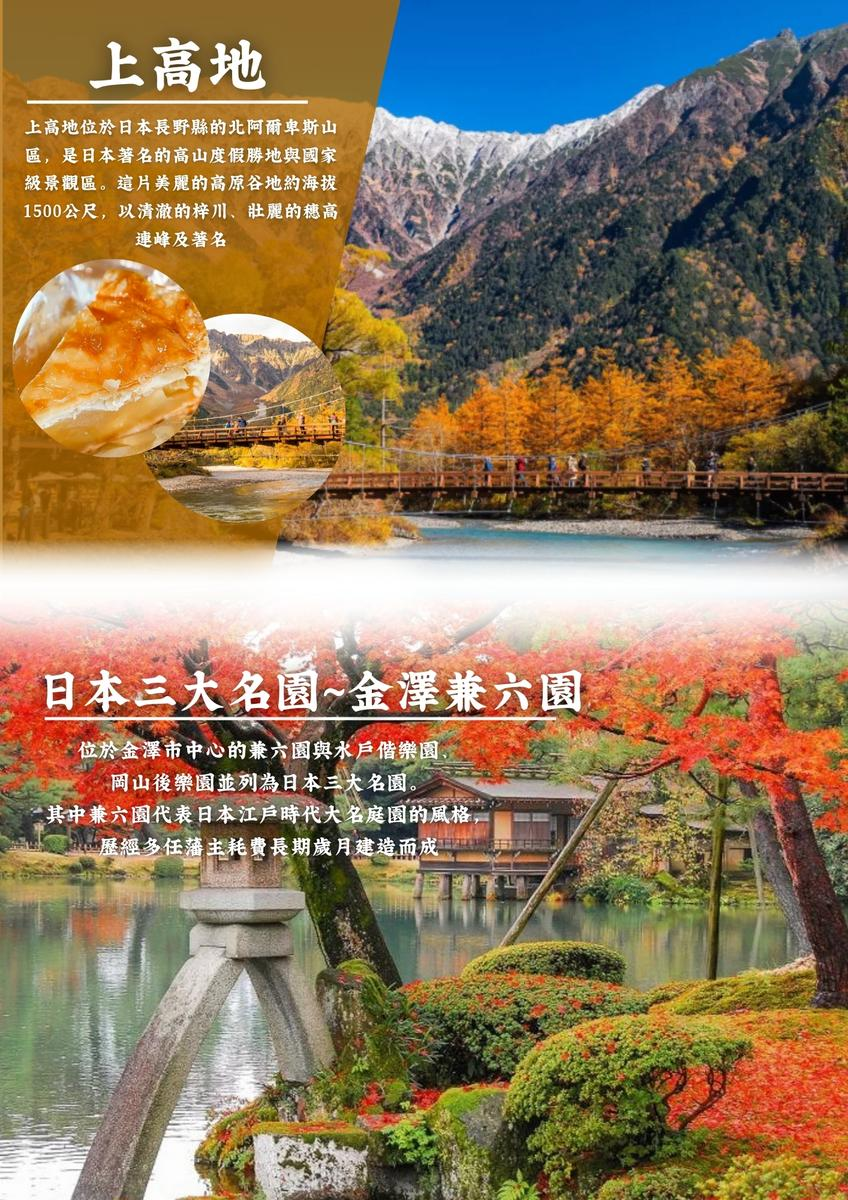 上高地
上高地位於日本長野縣的北阿爾卑斯山
區，是日本著名的高山度假勝地與國家
級景觀區。這片美麗的高原谷地約海拔
1500公尺，以清澈的梓川、壯麗的穗高
連峰及著名
日本三大名園~金澤兼六園
位於金澤市中心的兼六園與水戶偕樂園、
岡山後樂園並列為日本三大名園。
其中兼六園代表日本江戶時代大名庭園的風格，
歷經多任藩主耗費長期歲月建造而成